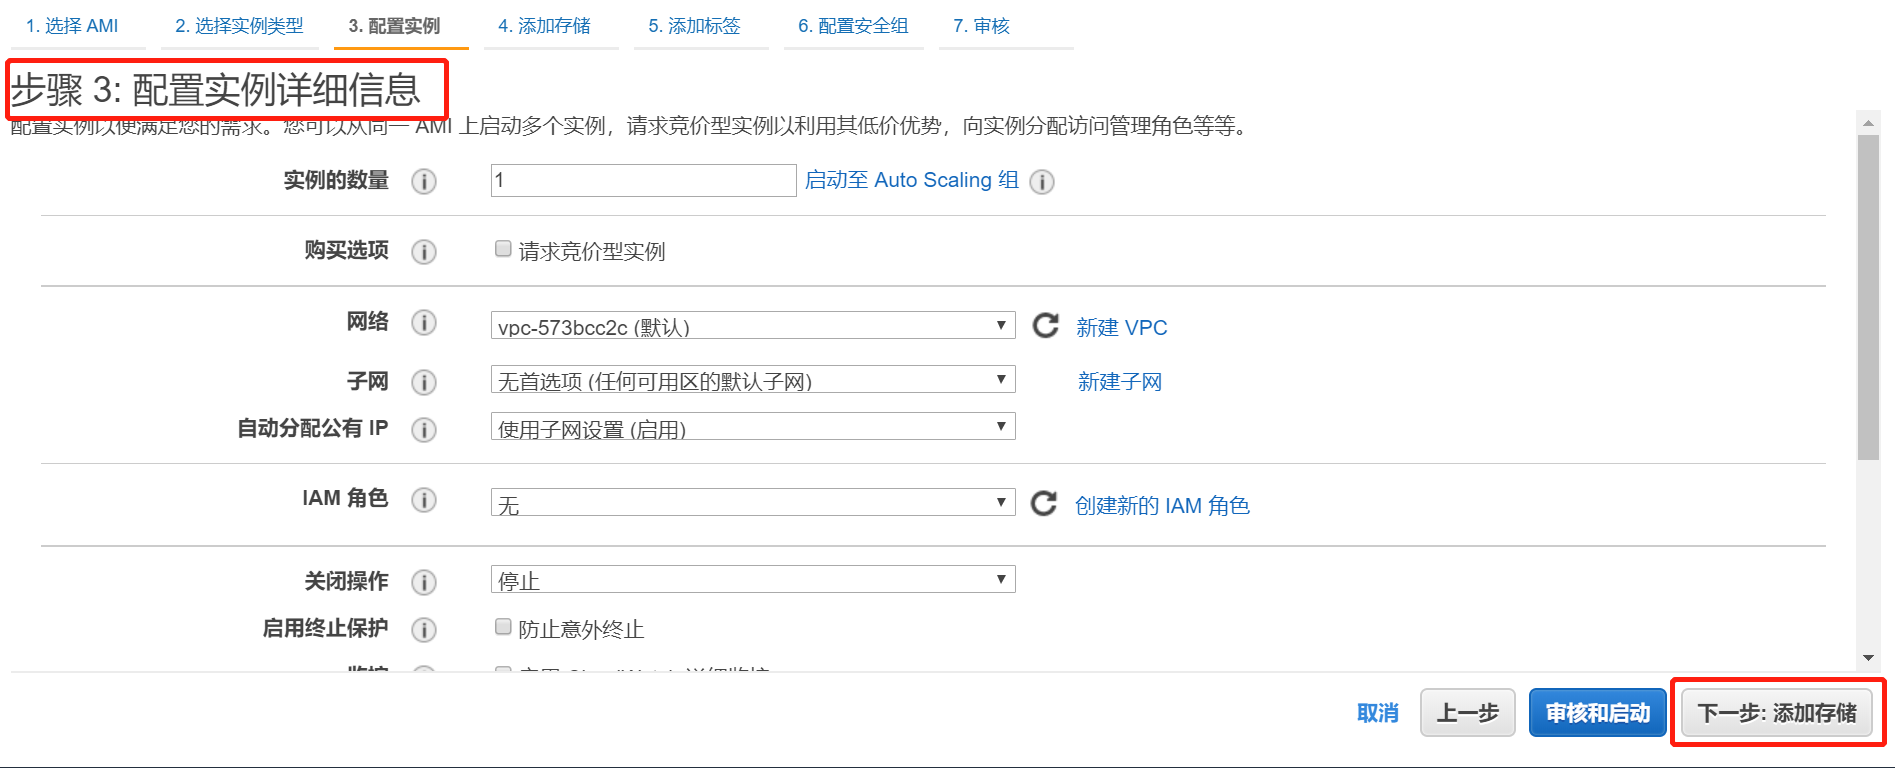 1. 选择 AMI 2. 选择实例类型 3. 配置实例 4. 添加存储 5. 添加标签 6. 配置安全组 7. 审核
步骤 3: 配置实例详细信息
配置实例以便满足您的需求。您可以从同一 AMI 上启动多个实例，请求竞价型实例以利用其低价优势，向实例分配访问管理角色等等。
实例的数量 1 启动至 Auto Scaling 组
购买选项 请求竞价型实例
网络 vpc-573bcc2c (默认) 新建 VPC
子网 无首选项 (任何可用区的默认子网) 新建子网
自动分配公有 IP 使用子网设置 (启用)
IAM 角色 无 创建新的 IAM 角色
关闭操作 停止
启用终止保护 防止意外终止
监控 启用 CloudWatch 详细监控
取消 上一步 审核和启动 下一步: 添加存储